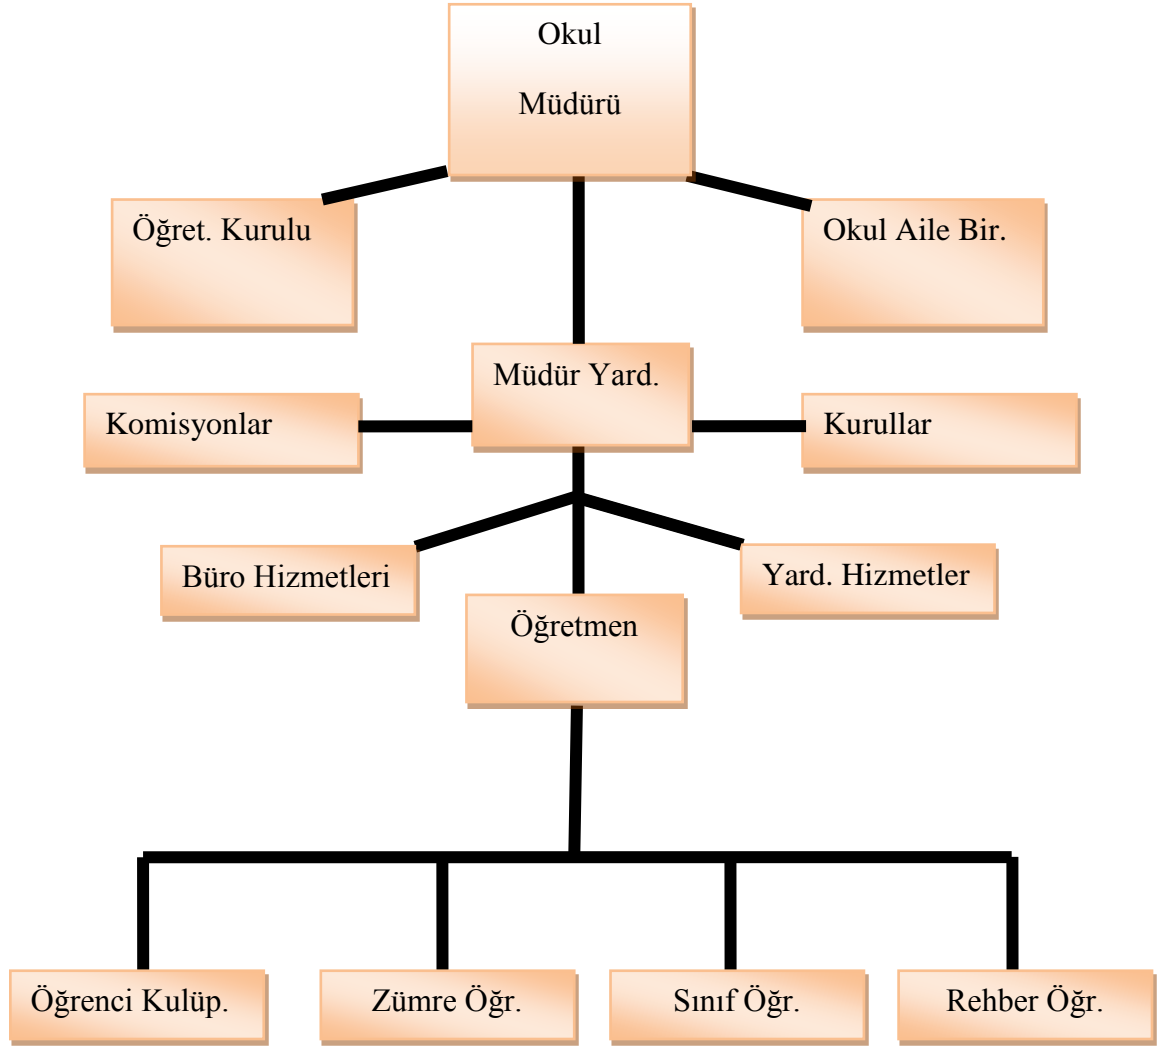 Okul
Müdürü
Öğret. Kurulu
Okul Aile Bir.
Müdür Yard.
Komisyonlar
Kurullar
Büro Hizmetleri
Yard. Hizmetler
Öğretmen
Öğrenci Kulüp.
Zümre Öğr.
Sınıf Öğr.
Rehber Öğr.